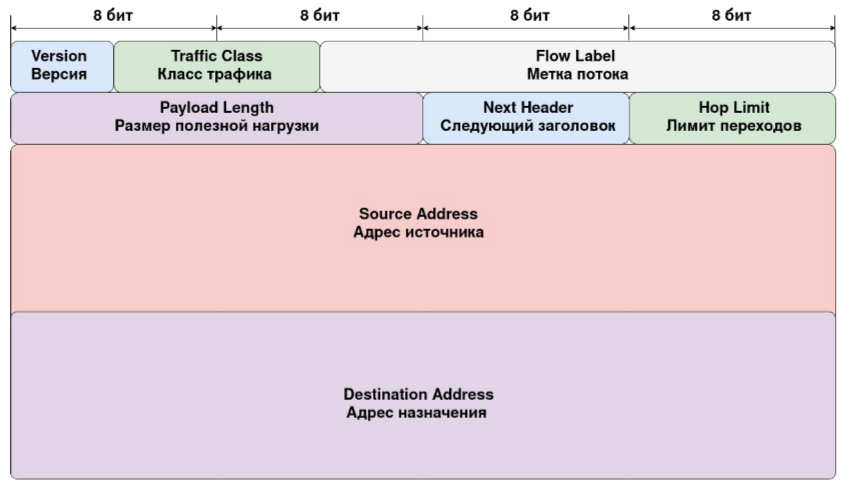 8 бит 8 бит 8 бит 8 бит
Version Traffic Class Flow Label
Версия Класс трафика Метка потока
Payload Length Next Header Hop Limit
Размер полезной нагрузки Следующий заголовок Лимит переходов
Source Address
Адрес источника
Destination Address
Адрес назначения